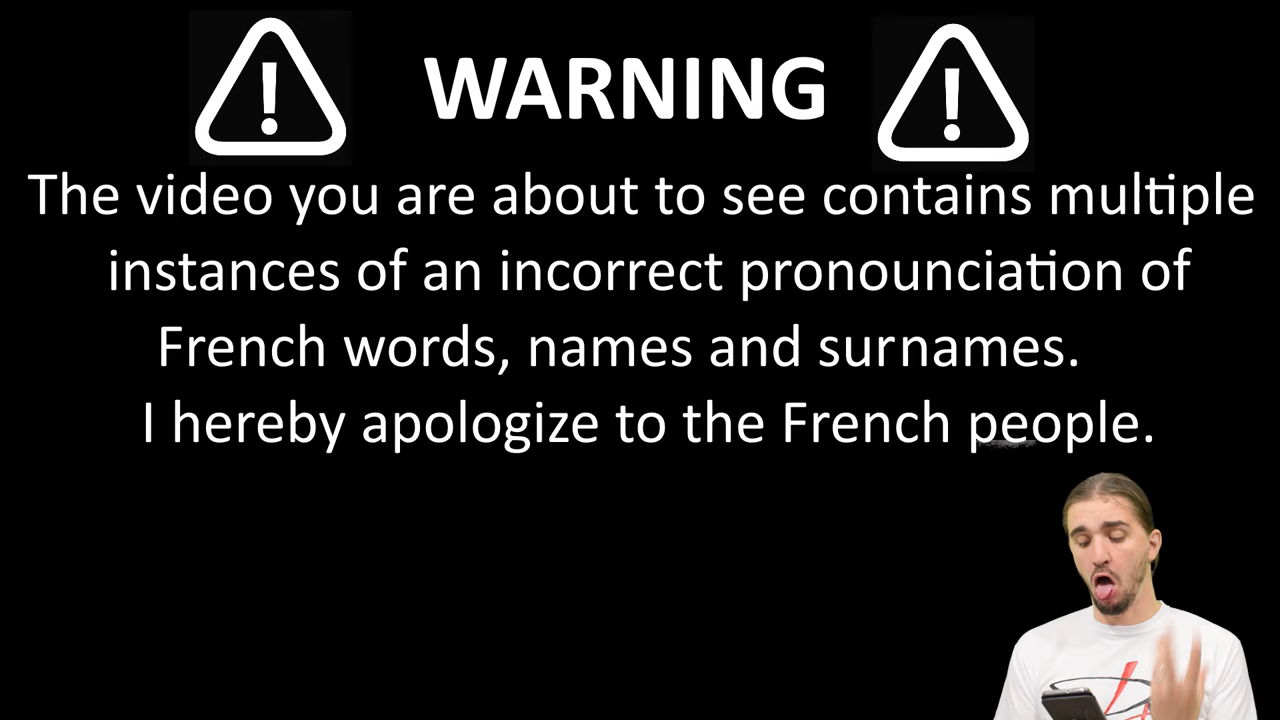 WARNING
The video you are about to see contains multiple
instances of an incorrect pronounciation of
French words, names and surnames.
I hereby apologize to the French people.